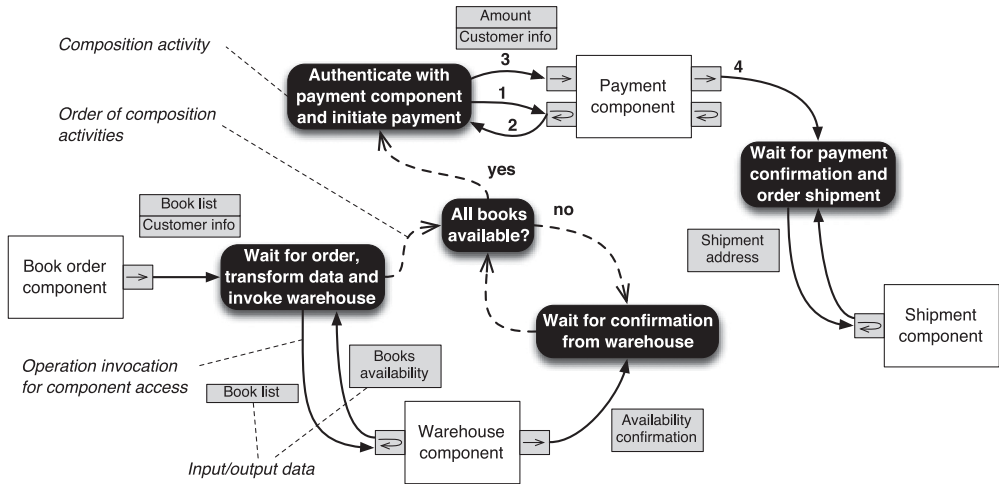 Amount
Customer info
Composition activity
Authenticate with
payment component
and initiate payment
3
1
2
Payment
component
4
Order of composition
activities
Wait for payment
confirmation and
order shipment
yes
Book list
Customer info
All books
available?
no
Book order
component
Wait for order,
transform data and
invoke warehouse
Shipment
address
Wait for confirmation
from warehouse
Shipment
component
Operation invocation
for component access
Books
availability
Book list
Warehouse
component
Availability
confirmation
Input/output data